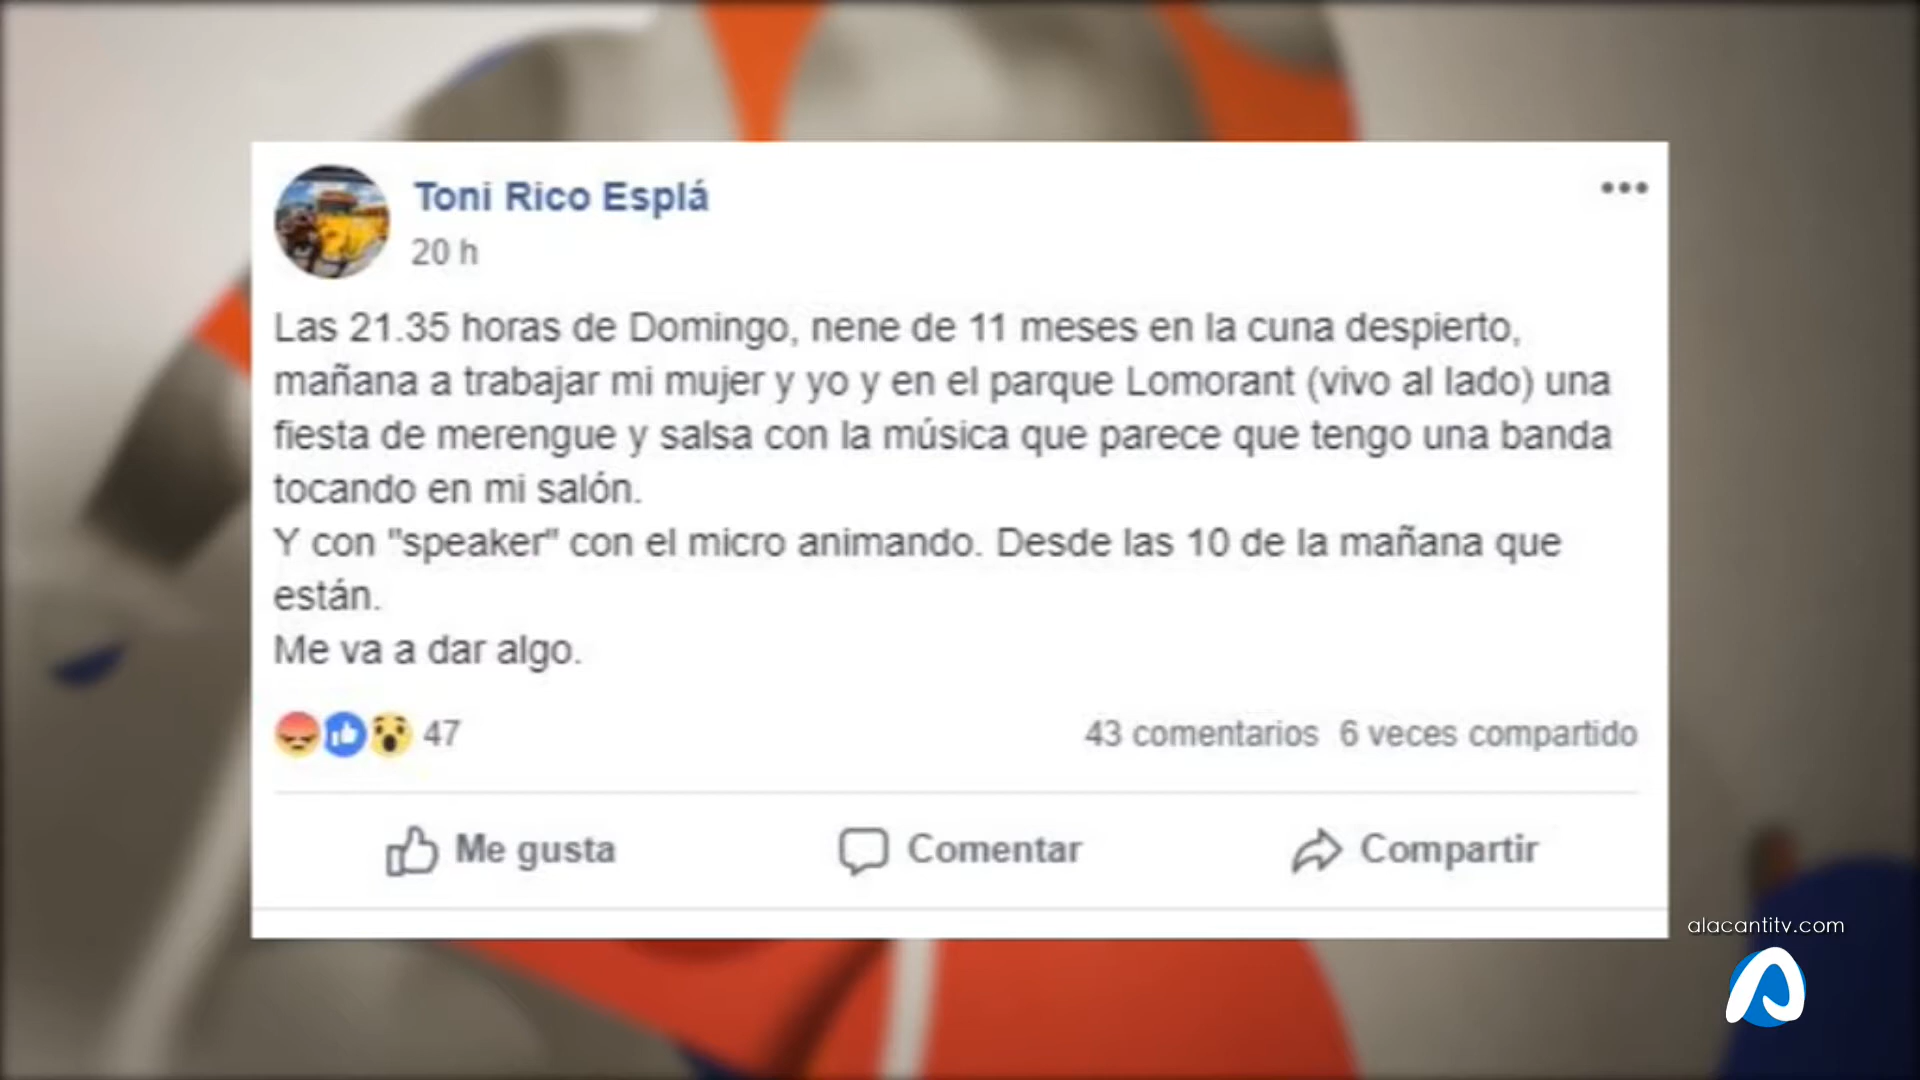 Toni Rico Esplá
20 h
Las 21.35 horas de Domingo, nene de 11 meses en la cuna despierto,
mañana a trabajar mi mujer y yo y en el parque Lomorant (vivo al lado) una
fiesta de merengue y salsa con la música que parece que tengo una banda
tocando en mi salón.
Y con "speaker" con el micro animando. Desde las 10 de la mañana que
están.
Me va a dar algo.
47
43 comentarios 6 veces compartido
Me gusta Comentar Compartir
alacantitv.com